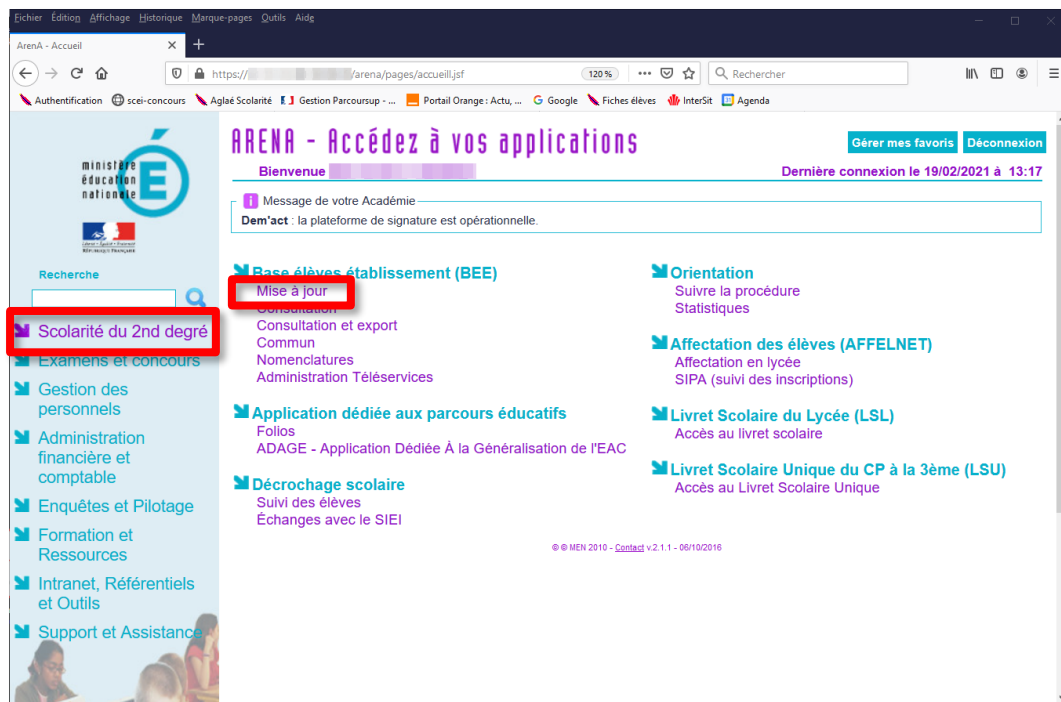 Fichier Édition Affichage Historique Marque-pages Outils Aide
ArenA - Accueil
https:// /arena/pages/accueill.jsf 120 % Rechercher
Authentification scei-concours Aglaé Scolarité Gestion Parcoursup - ... Portail Orange : Actu, ... Google Fiches élèves InterSit Agenda
ministère
éducation
nationale
Liberté • Égalité • Fraternité
RÉPUBLIQUE FRANÇAISE
Recherche
Scolarité du 2nd degré
Examens et concours
Gestion des
personnels
Administration
financière et
comptable
Enquêtes et Pilotage
Formation et
Ressources
Intranet, Référentiels
et Outils
Support et Assistance
ARENA - Accédez à vos applications
Gérer mes favoris Déconnexion
Bienvenue
Dernière connexion le 19/02/2021 à 13:17
Message de votre Académie
Dem'act : la plateforme de signature est opérationnelle.
Base élèves établissement (BEE)
Mise à jour
Consultation
Consultation et export
Commun
Nomenclatures
Administration Téléservices
Application dédiée aux parcours éducatifs
Folios
ADAGE - Application Dédiée À la Généralisation de l'EAC
Décrochage scolaire
Suivi des élèves
Échanges avec le SIEI
Orientation
Suivre la procédure
Statistiques
Affectation des élèves (AFFELNET)
Affectation en lycée
SIPA (suivi des inscriptions)
Livret Scolaire du Lycée (LSL)
Accès au livret scolaire
Livret Scolaire Unique du CP à la 3ème (LSU)
Accès au Livret Scolaire Unique
© © MEN 2010 - Contact v.2.1.1 - 06/10/2016